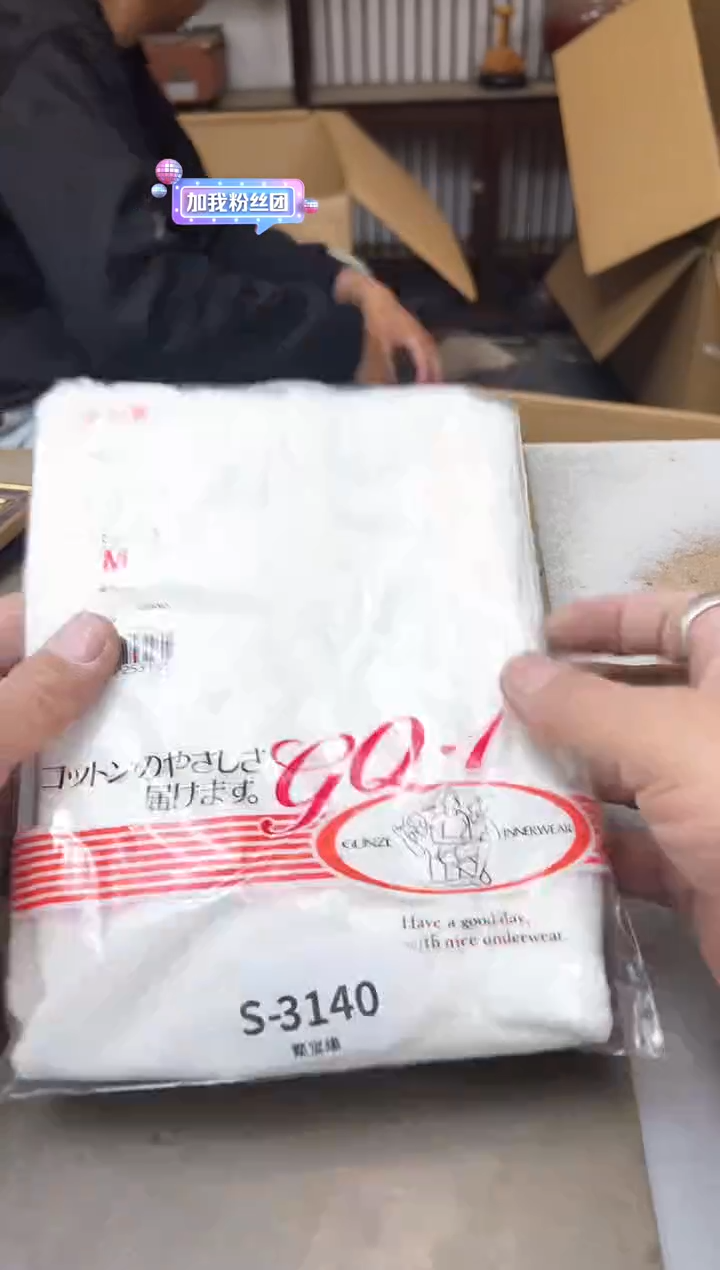 加我粉丝团
M
コットンのやさしさ
届けます。
GQ-1
GUNZE INNERWEAR
Have a good day,
with nice underwear.
S-3140